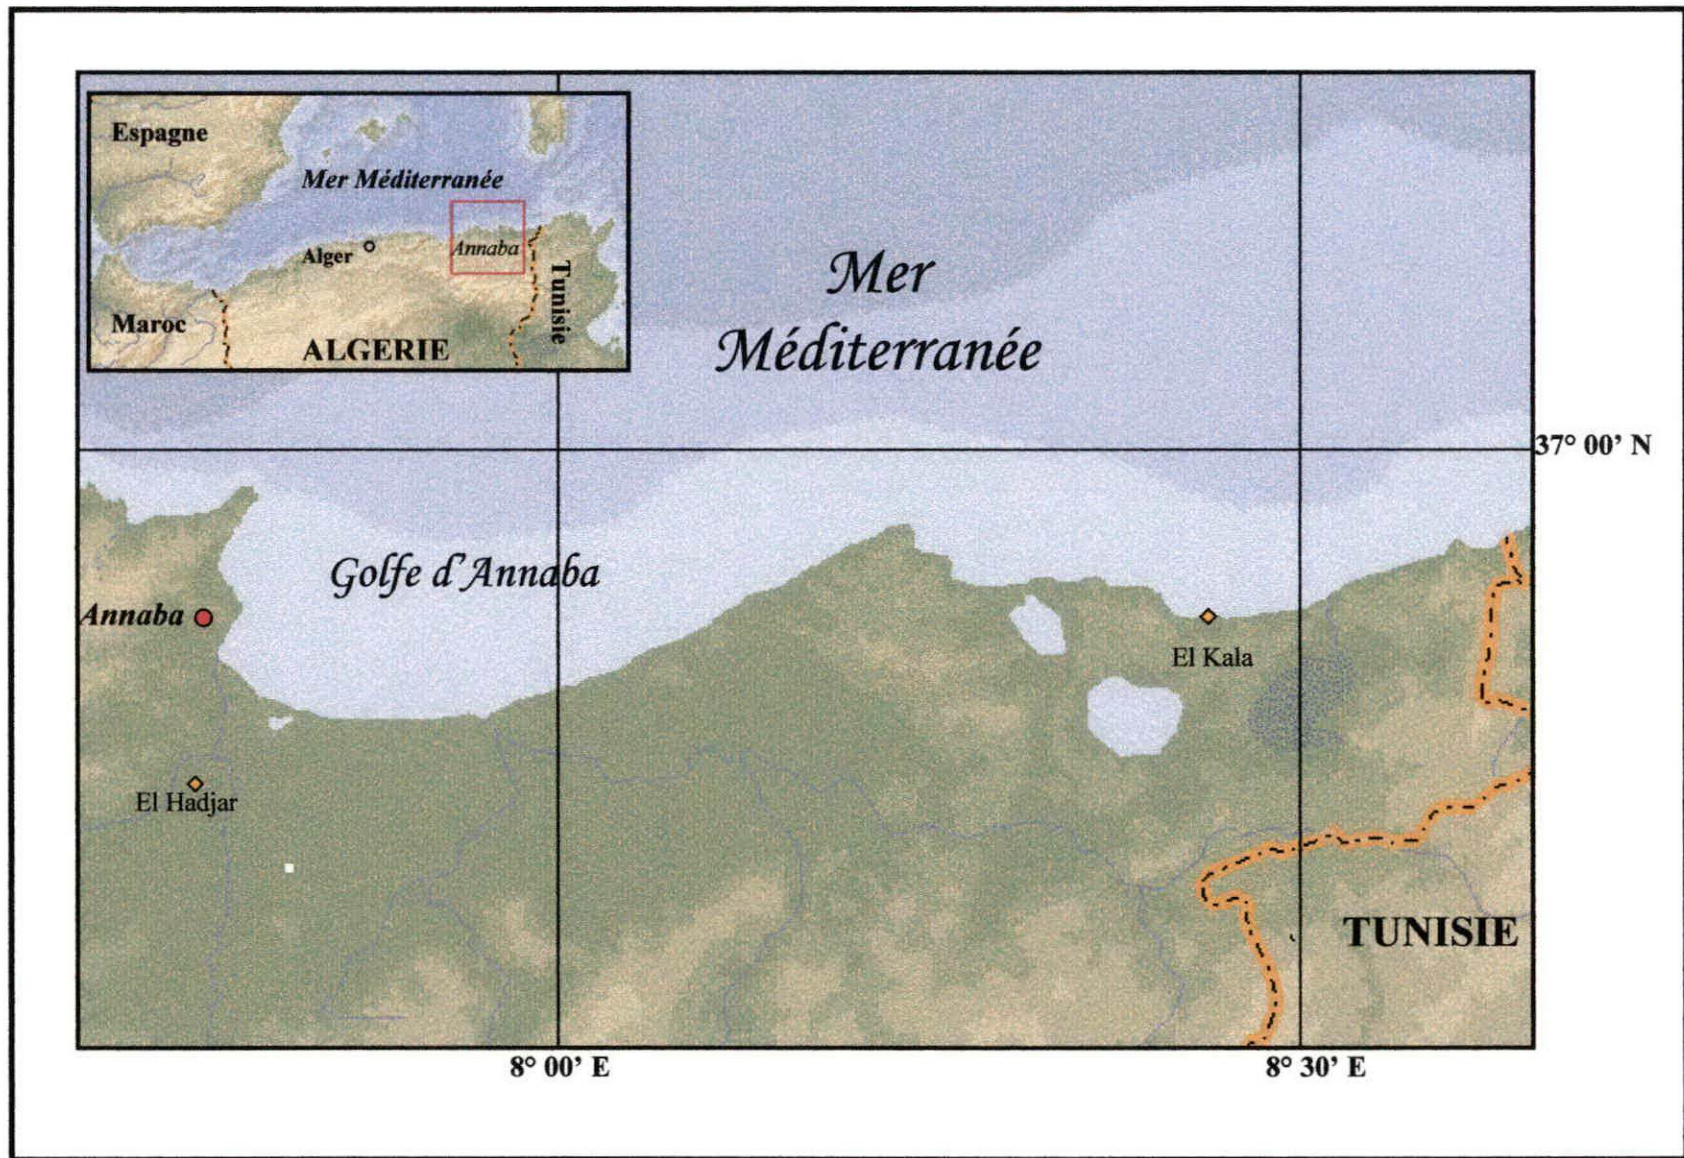 Espagne
Mer Méditerranée
Alger
Annaba
Tunisie
Maroc
ALGERIE
Mer
Méditerranée
37° 00’ N
Golfe d’Annaba
Annaba
El Kala
El Hadjar
TUNISIE
8° 00’ E
8° 30’ E